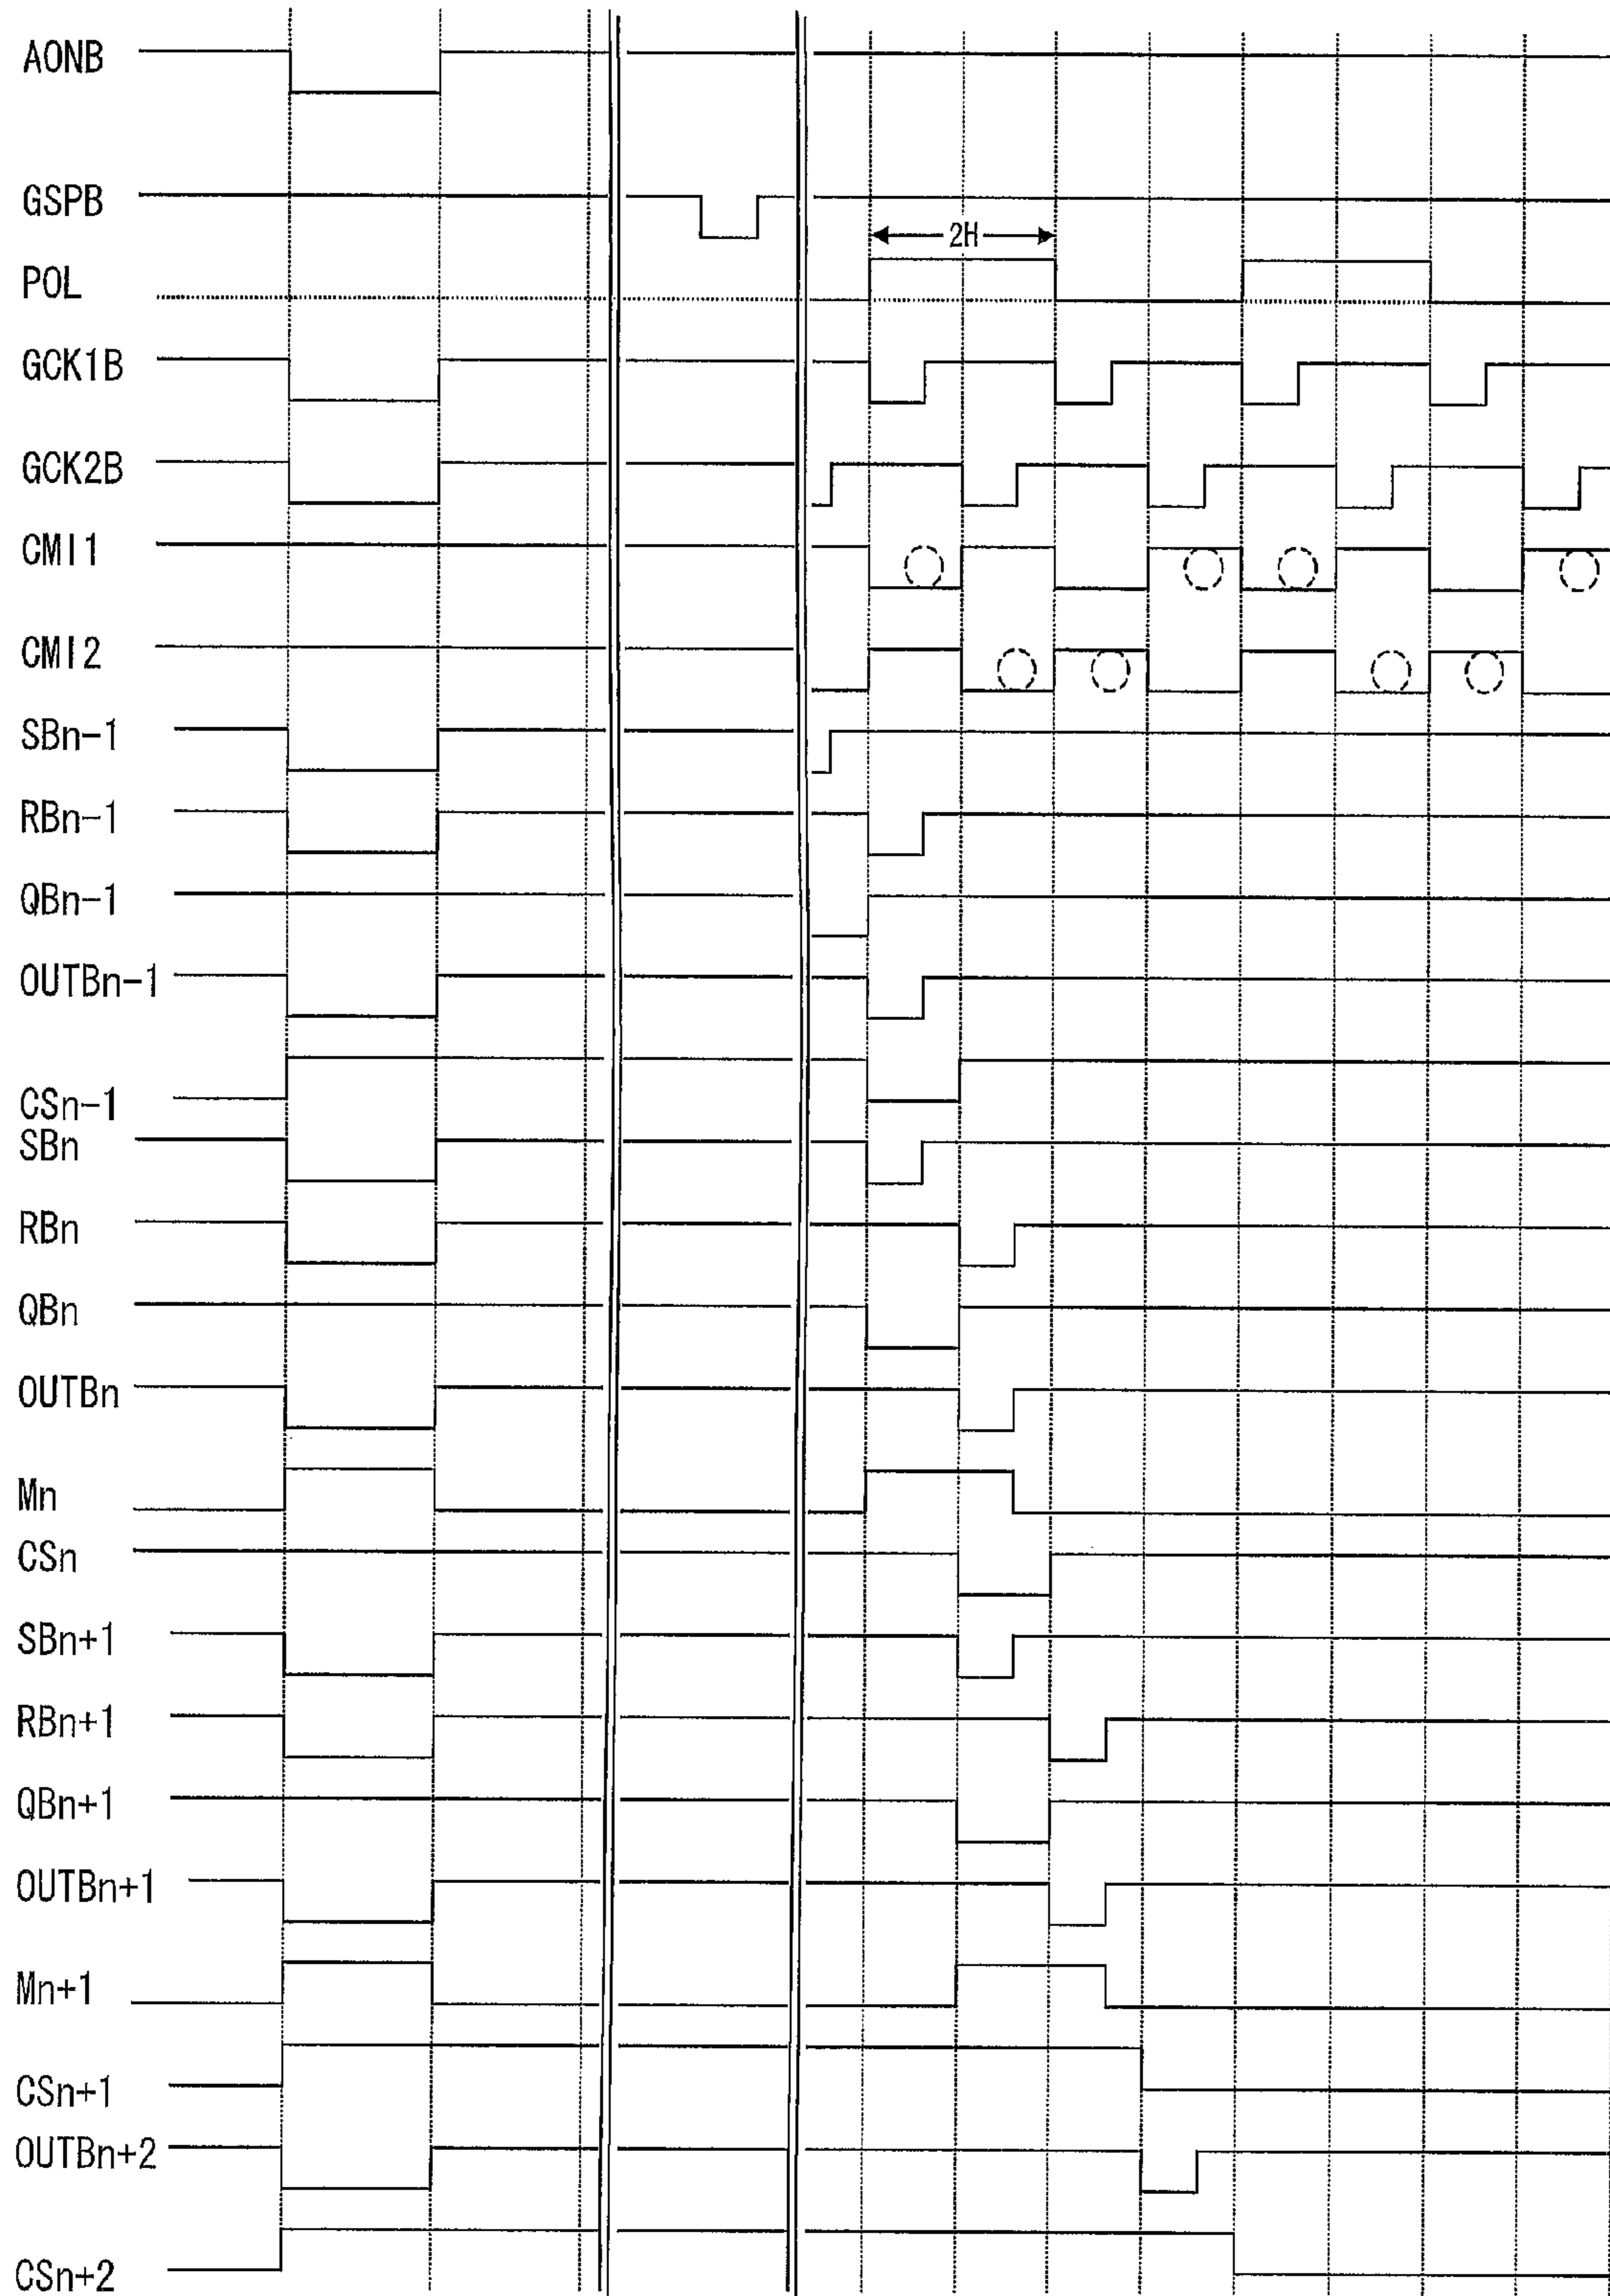 AONB
GSPB
2H
POL
GCK1B
GCK2B
CMI1
CMI2
SBn-1
RBn-1
QBn-1
OUTBn-1
CSn-1
SBn
RBn
QBn
OUTBn
Mn
CSn
SBn+1
RBn+1
QBn+1
OUTBn+1
Mn+1
CSn+1
OUTBn+2
CSn+2